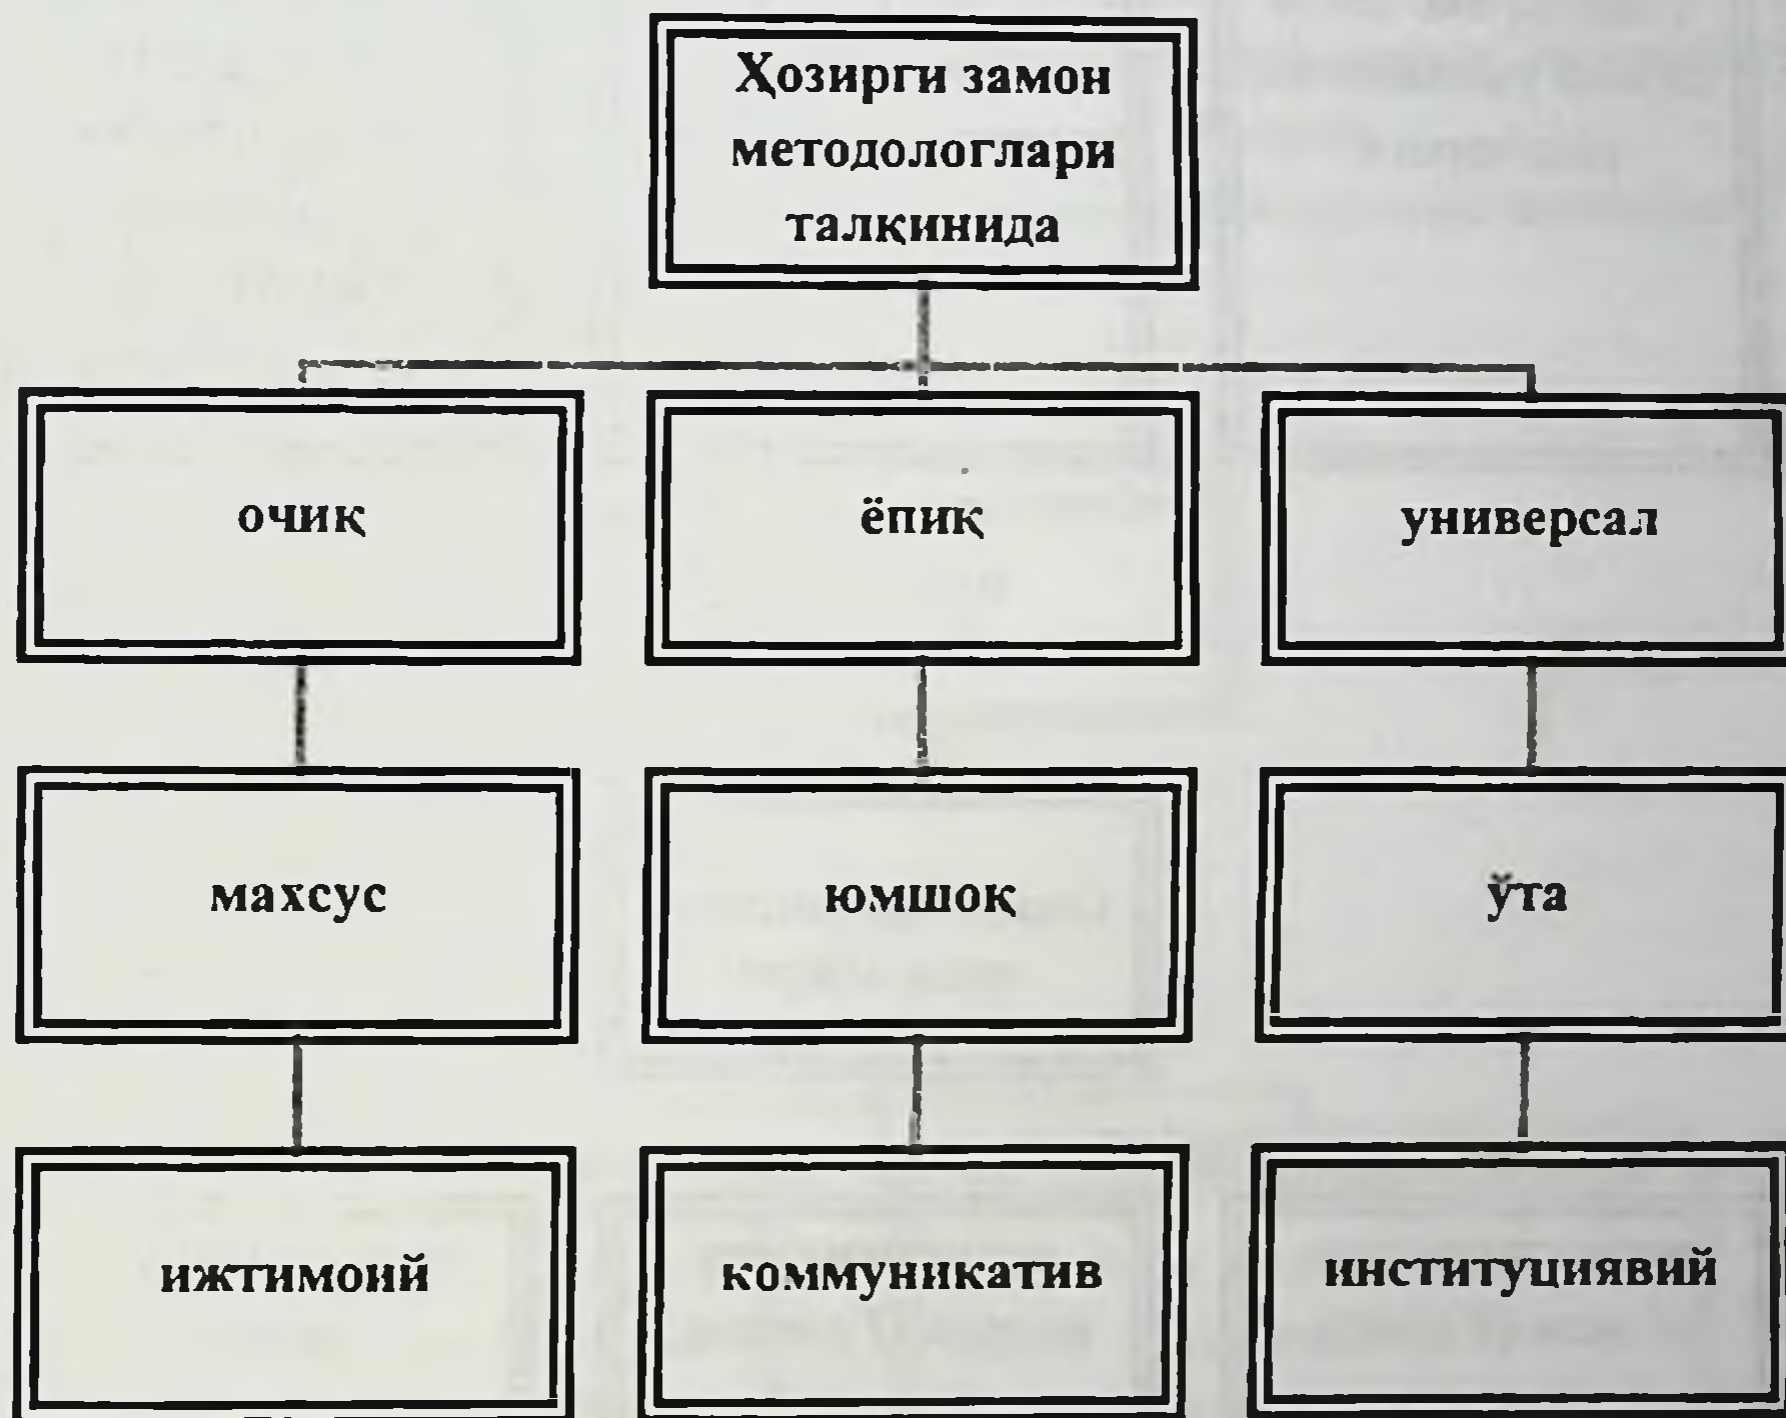 Ҳозирги замон
методологлари
талқинида
очиқ
ёпиқ
универсал
махсус
юмшоқ
ўта
ижтимоий
коммуникатив
институциявий